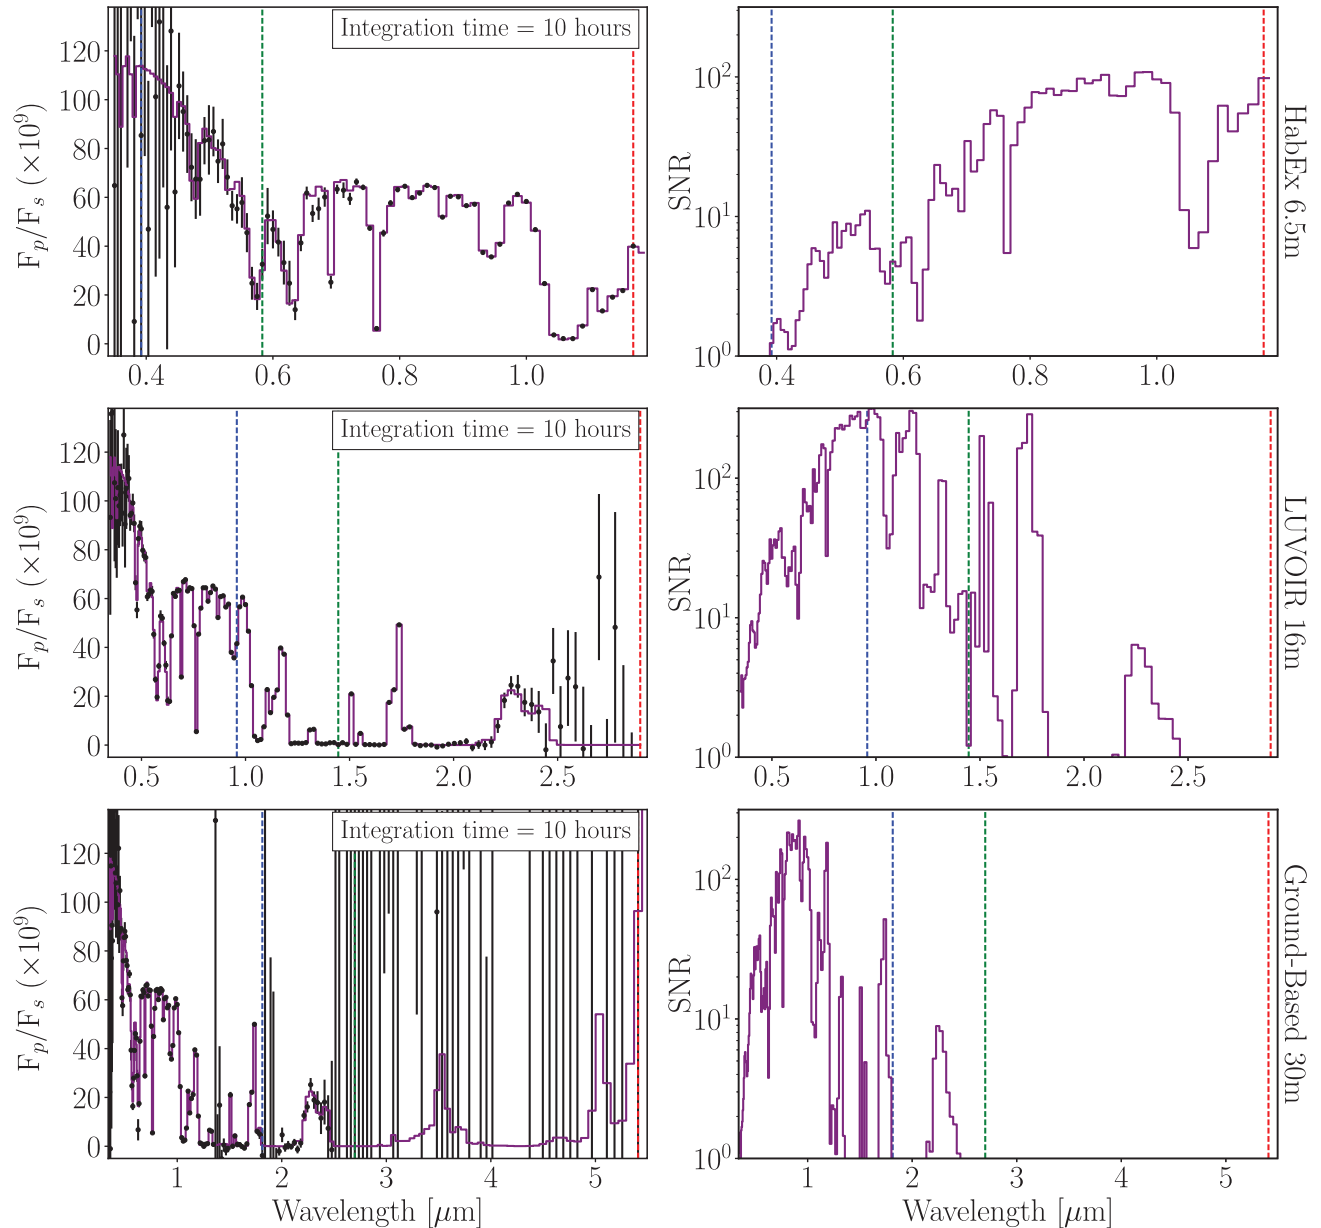 Integration time = 10 hours
F_p/F_s (×10^9)
120
100
80
60
40
20
0
0.4 0.6 0.8 1.0
SNR
10^2
10^1
10^0
0.4 0.6 0.8 1.0
HabEx 6.5m
Integration time = 10 hours
F_p/F_s (×10^9)
120
100
80
60
40
20
0
0.5 1.0 1.5 2.0 2.5
SNR
10^2
10^1
10^0
0.5 1.0 1.5 2.0 2.5
LUVOIR 16m
Integration time = 10 hours
F_p/F_s (×10^9)
120
100
80
60
40
20
0
1 2 3 4 5
Wavelength [μm]
SNR
10^2
10^1
10^0
1 2 3 4 5
Wavelength [μm]
Ground-Based 30m